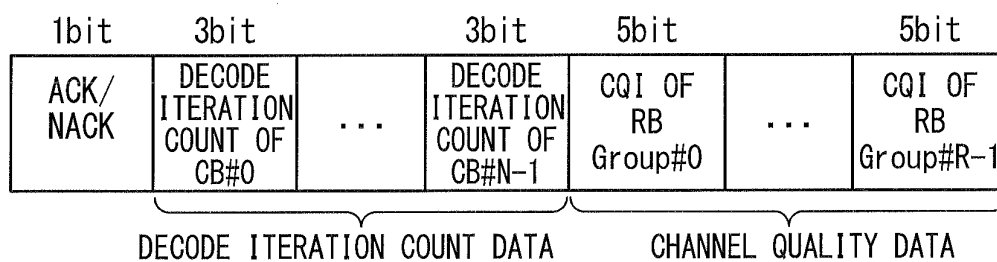 1bit 3bit 3bit 5bit 5bit
ACK/
NACK
DECODE
ITERATION
COUNT OF
CB#0
...
DECODE
ITERATION
COUNT OF
CB#N-1
CQI OF
RB
Group#0
...
CQI OF
RB
Group#R-1
DECODE ITERATION COUNT DATA CHANNEL QUALITY DATA